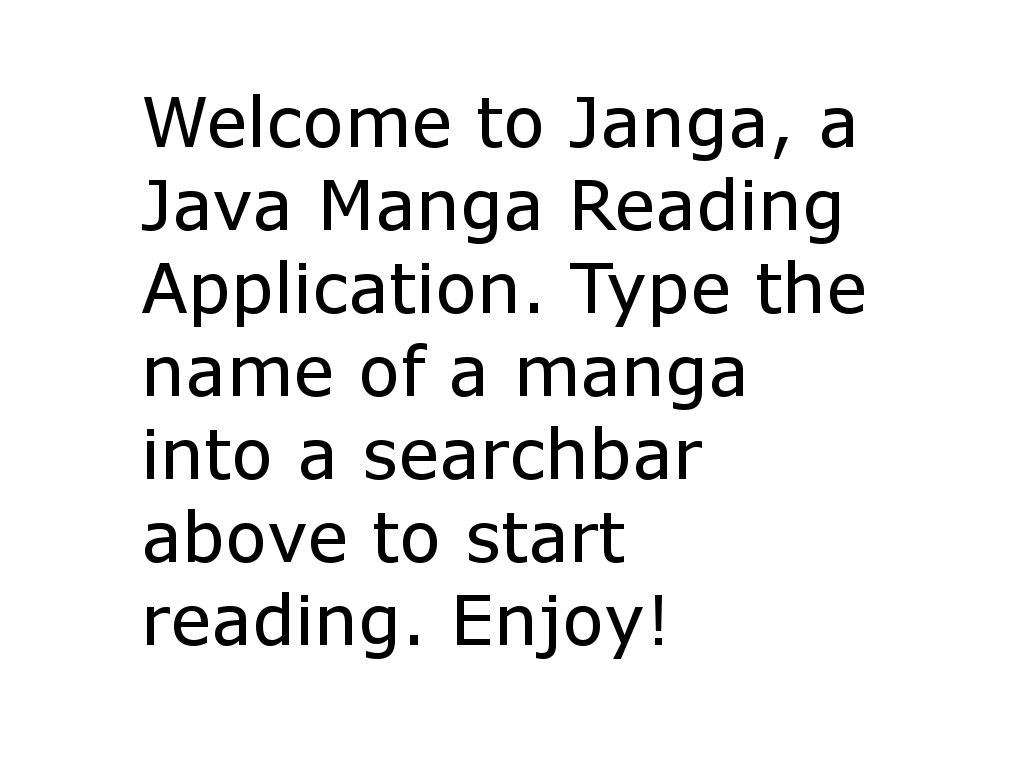 Welcome to Janga, a
Java Manga Reading
Application. Type the
name of a manga
into a searchbar
above to start
reading. Enjoy!